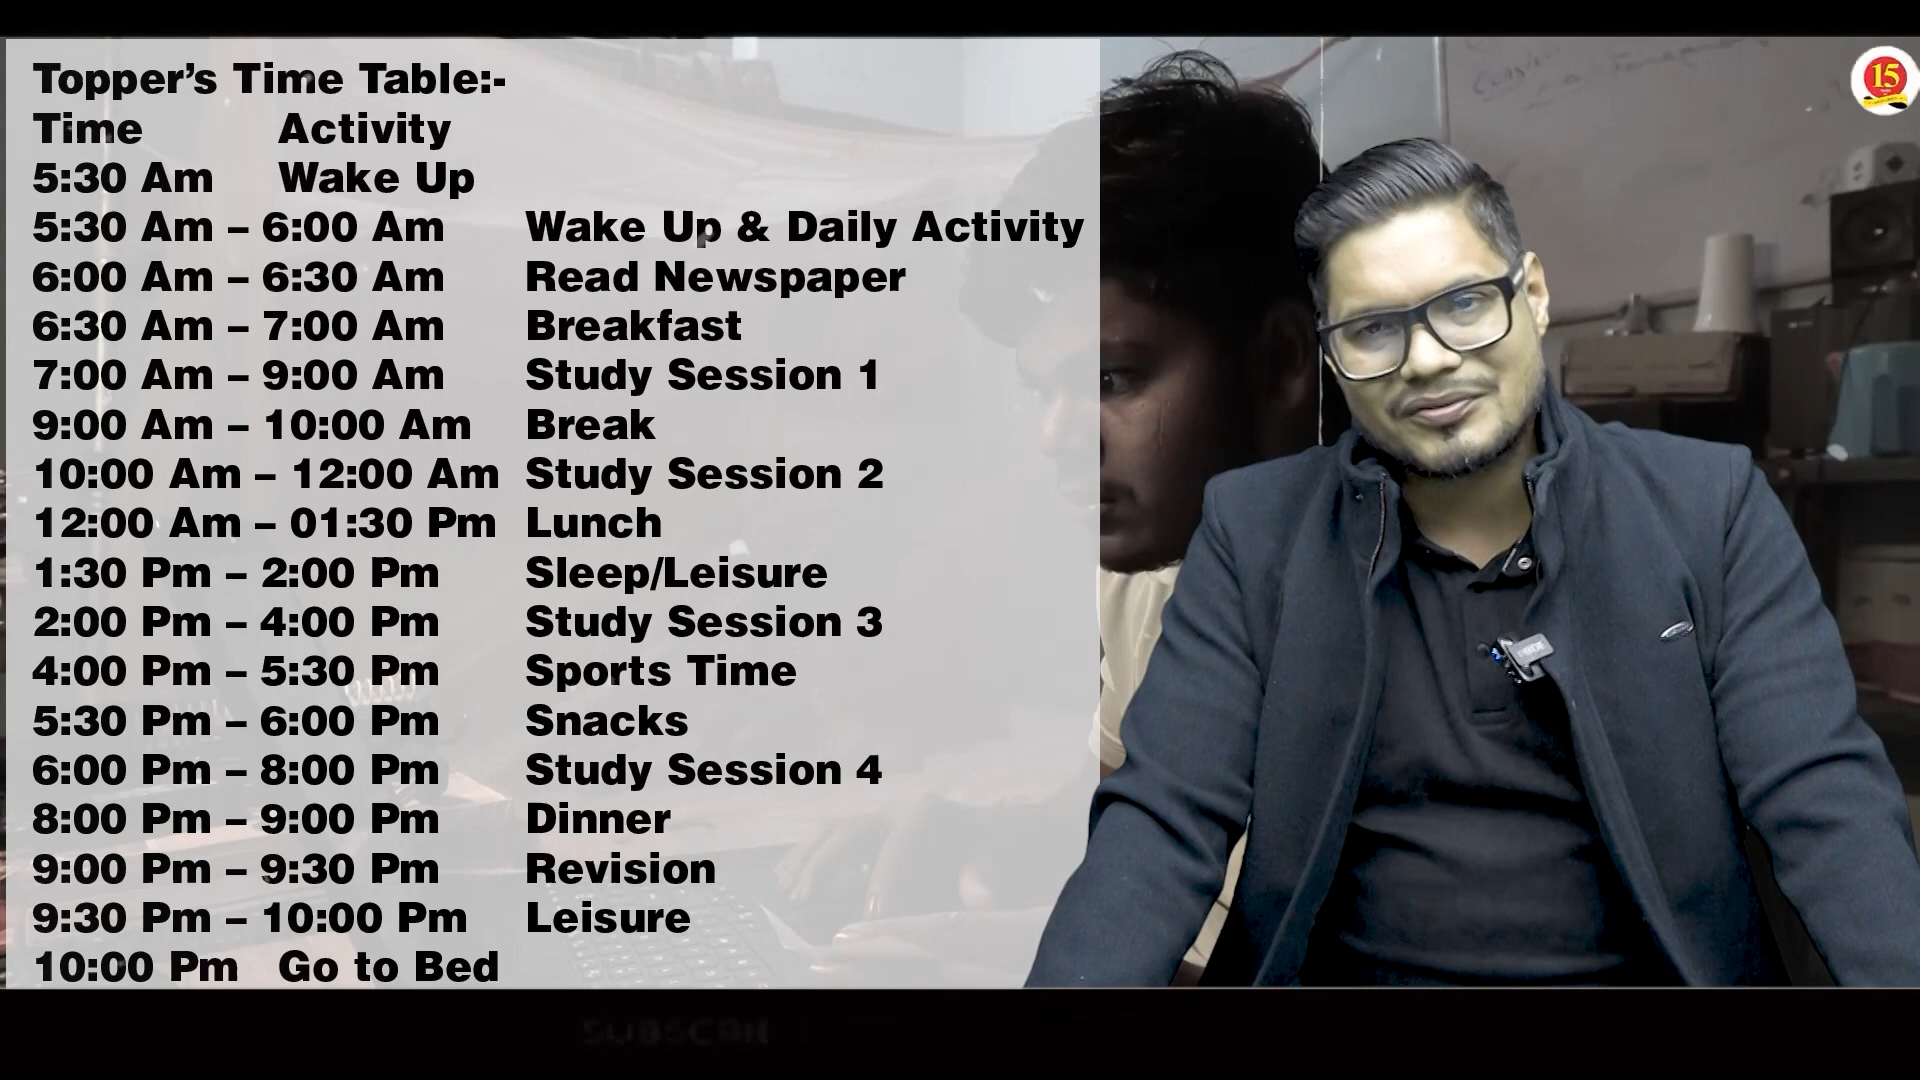 Topper’s Time Table:-
Time Activity
5:30 Am Wake Up
5:30 Am – 6:00 Am Wake Up & Daily Activity
6:00 Am – 6:30 Am Read Newspaper
6:30 Am – 7:00 Am Breakfast
7:00 Am – 9:00 Am Study Session 1
9:00 Am – 10:00 Am Break
10:00 Am – 12:00 Am Study Session 2
12:00 Am – 01:30 Pm Lunch
1:30 Pm – 2:00 Pm Sleep/Leisure
2:00 Pm – 4:00 Pm Study Session 3
4:00 Pm – 5:30 Pm Sports Time
5:30 Pm – 6:00 Pm Snacks
6:00 Pm – 8:00 Pm Study Session 4
8:00 Pm – 9:00 Pm Dinner
9:00 Pm – 9:30 Pm Revision
9:30 Pm – 10:00 Pm Leisure
10:00 Pm Go to Bed
15